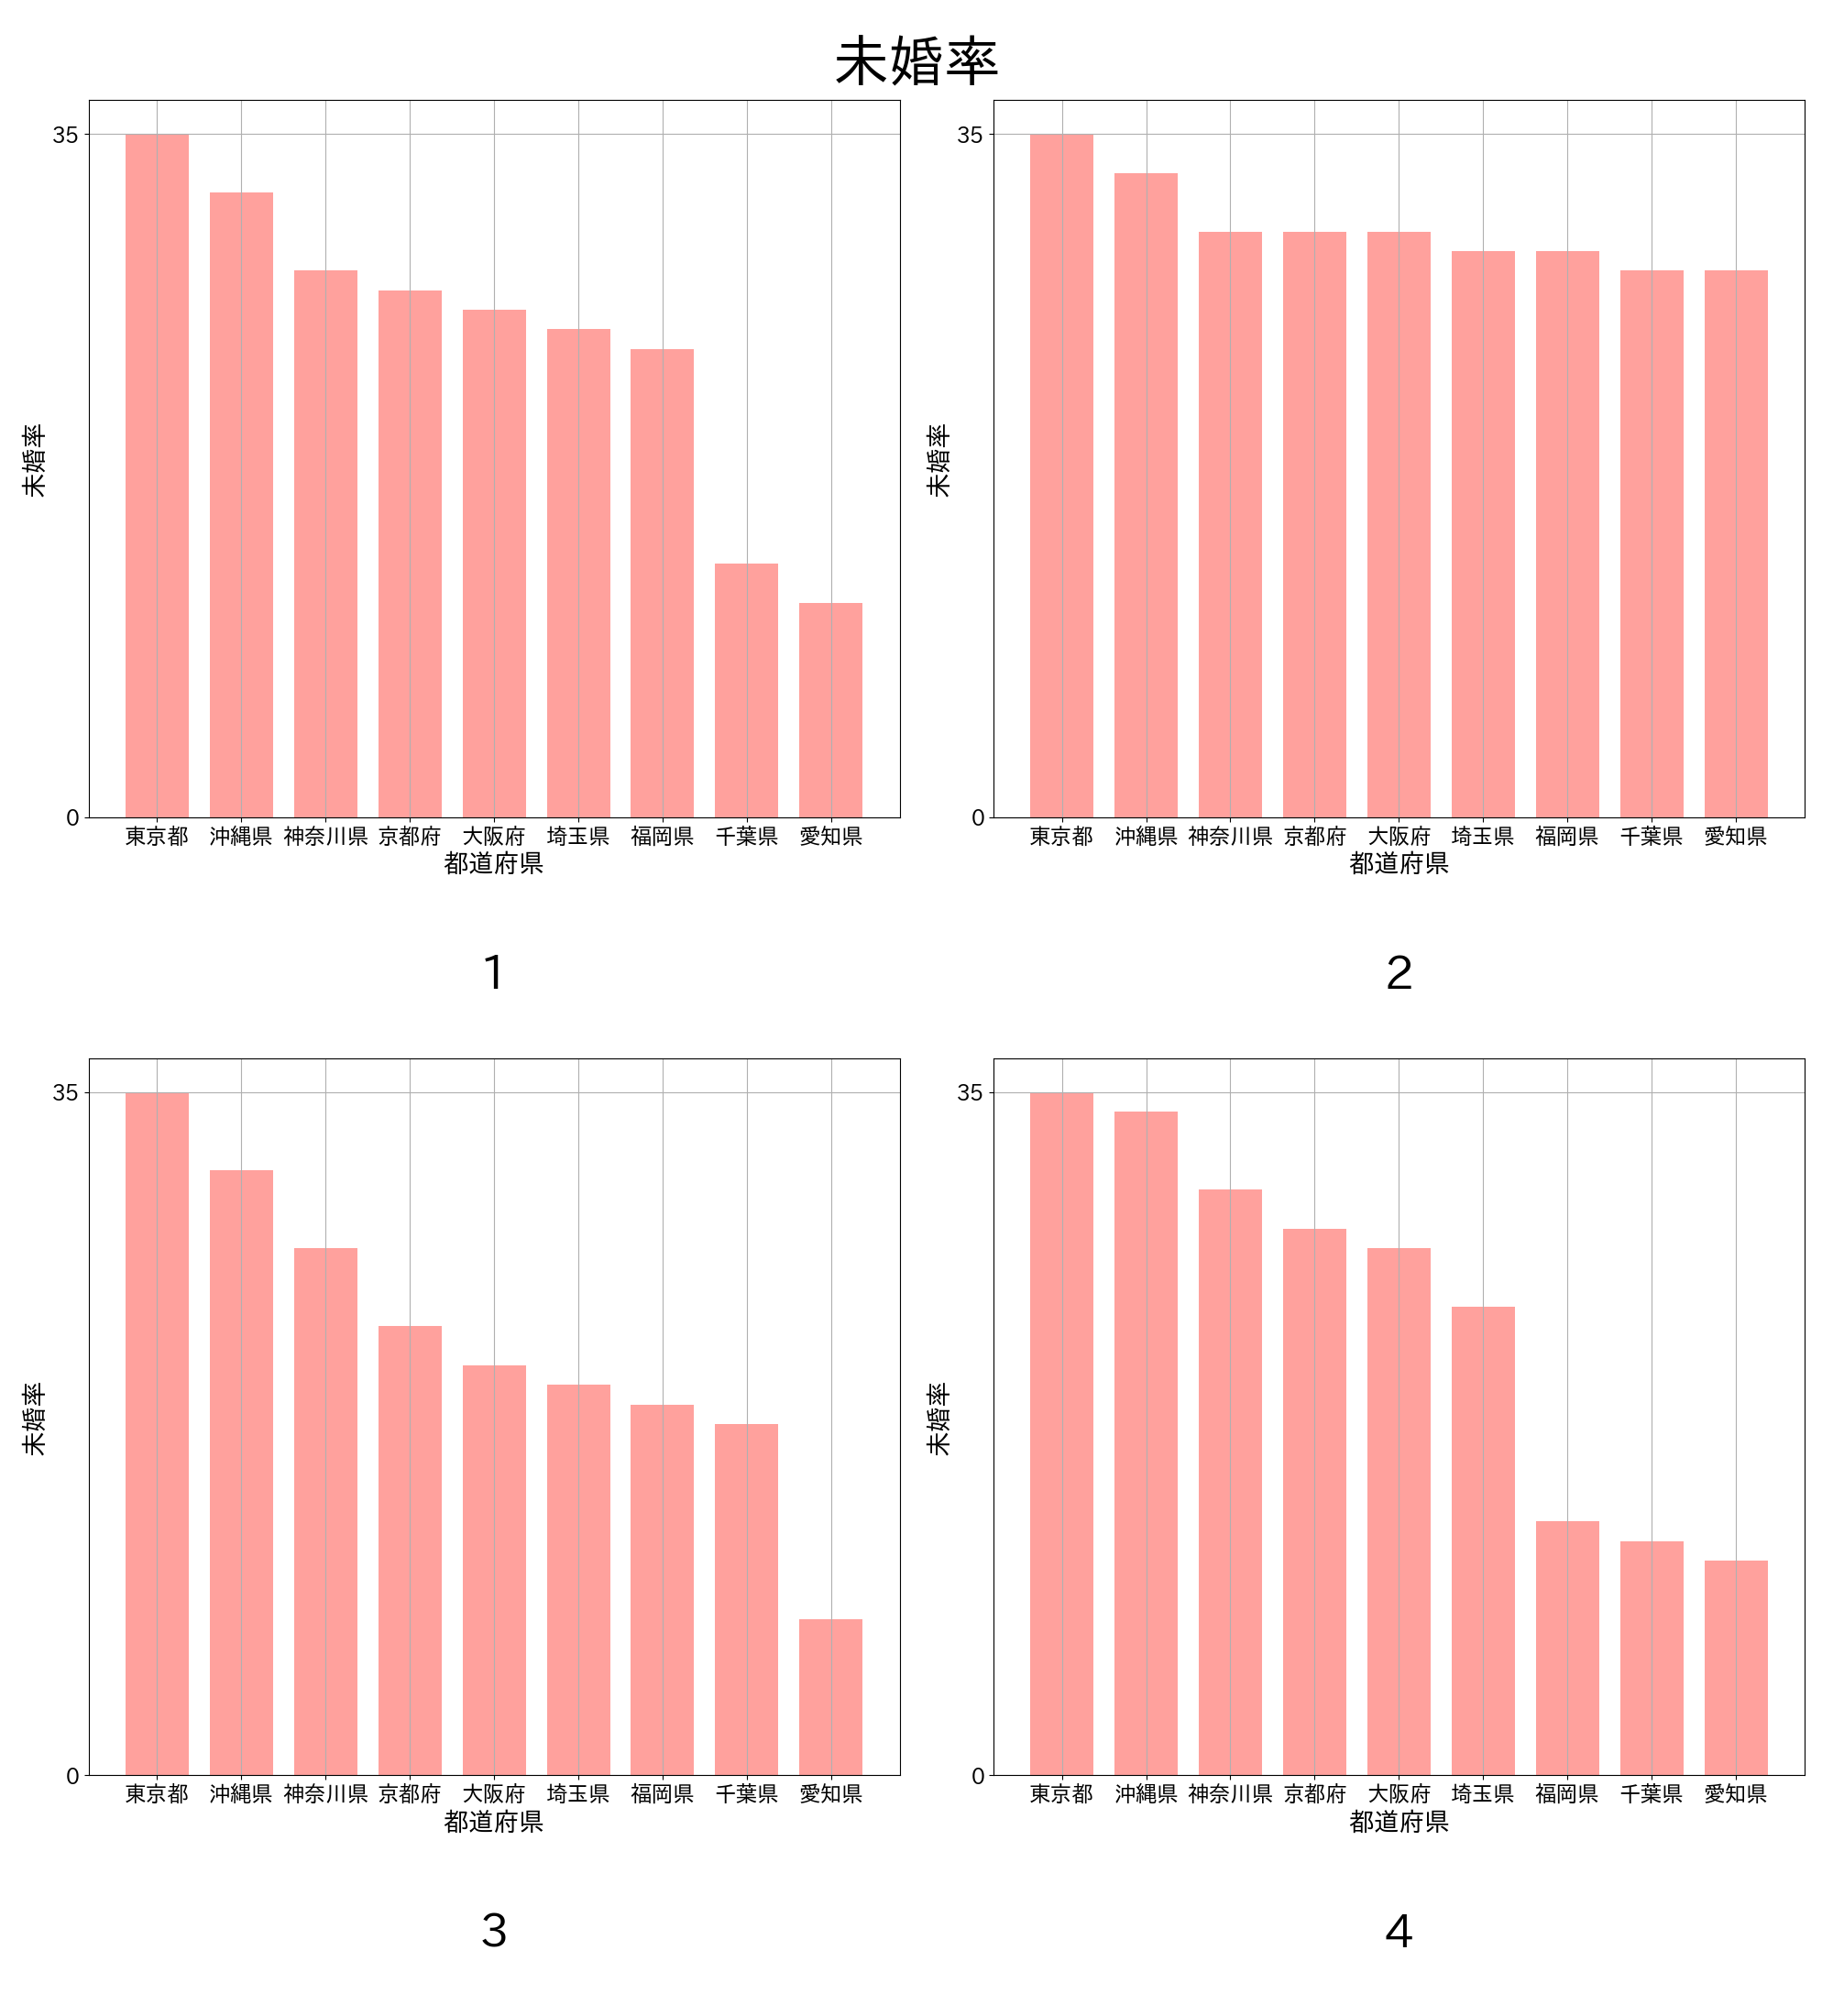 未婚率
35
0
未婚率
東京都 沖縄県 神奈川県 京都府 大阪府 埼玉県 福岡県 千葉県 愛知県
都道府県
1
35
0
未婚率
東京都 沖縄県 神奈川県 京都府 大阪府 埼玉県 福岡県 千葉県 愛知県
都道府県
2
35
0
未婚率
東京都 沖縄県 神奈川県 京都府 大阪府 埼玉県 福岡県 千葉県 愛知県
都道府県
3
35
0
未婚率
東京都 沖縄県 神奈川県 京都府 大阪府 埼玉県 福岡県 千葉県 愛知県
都道府県
4